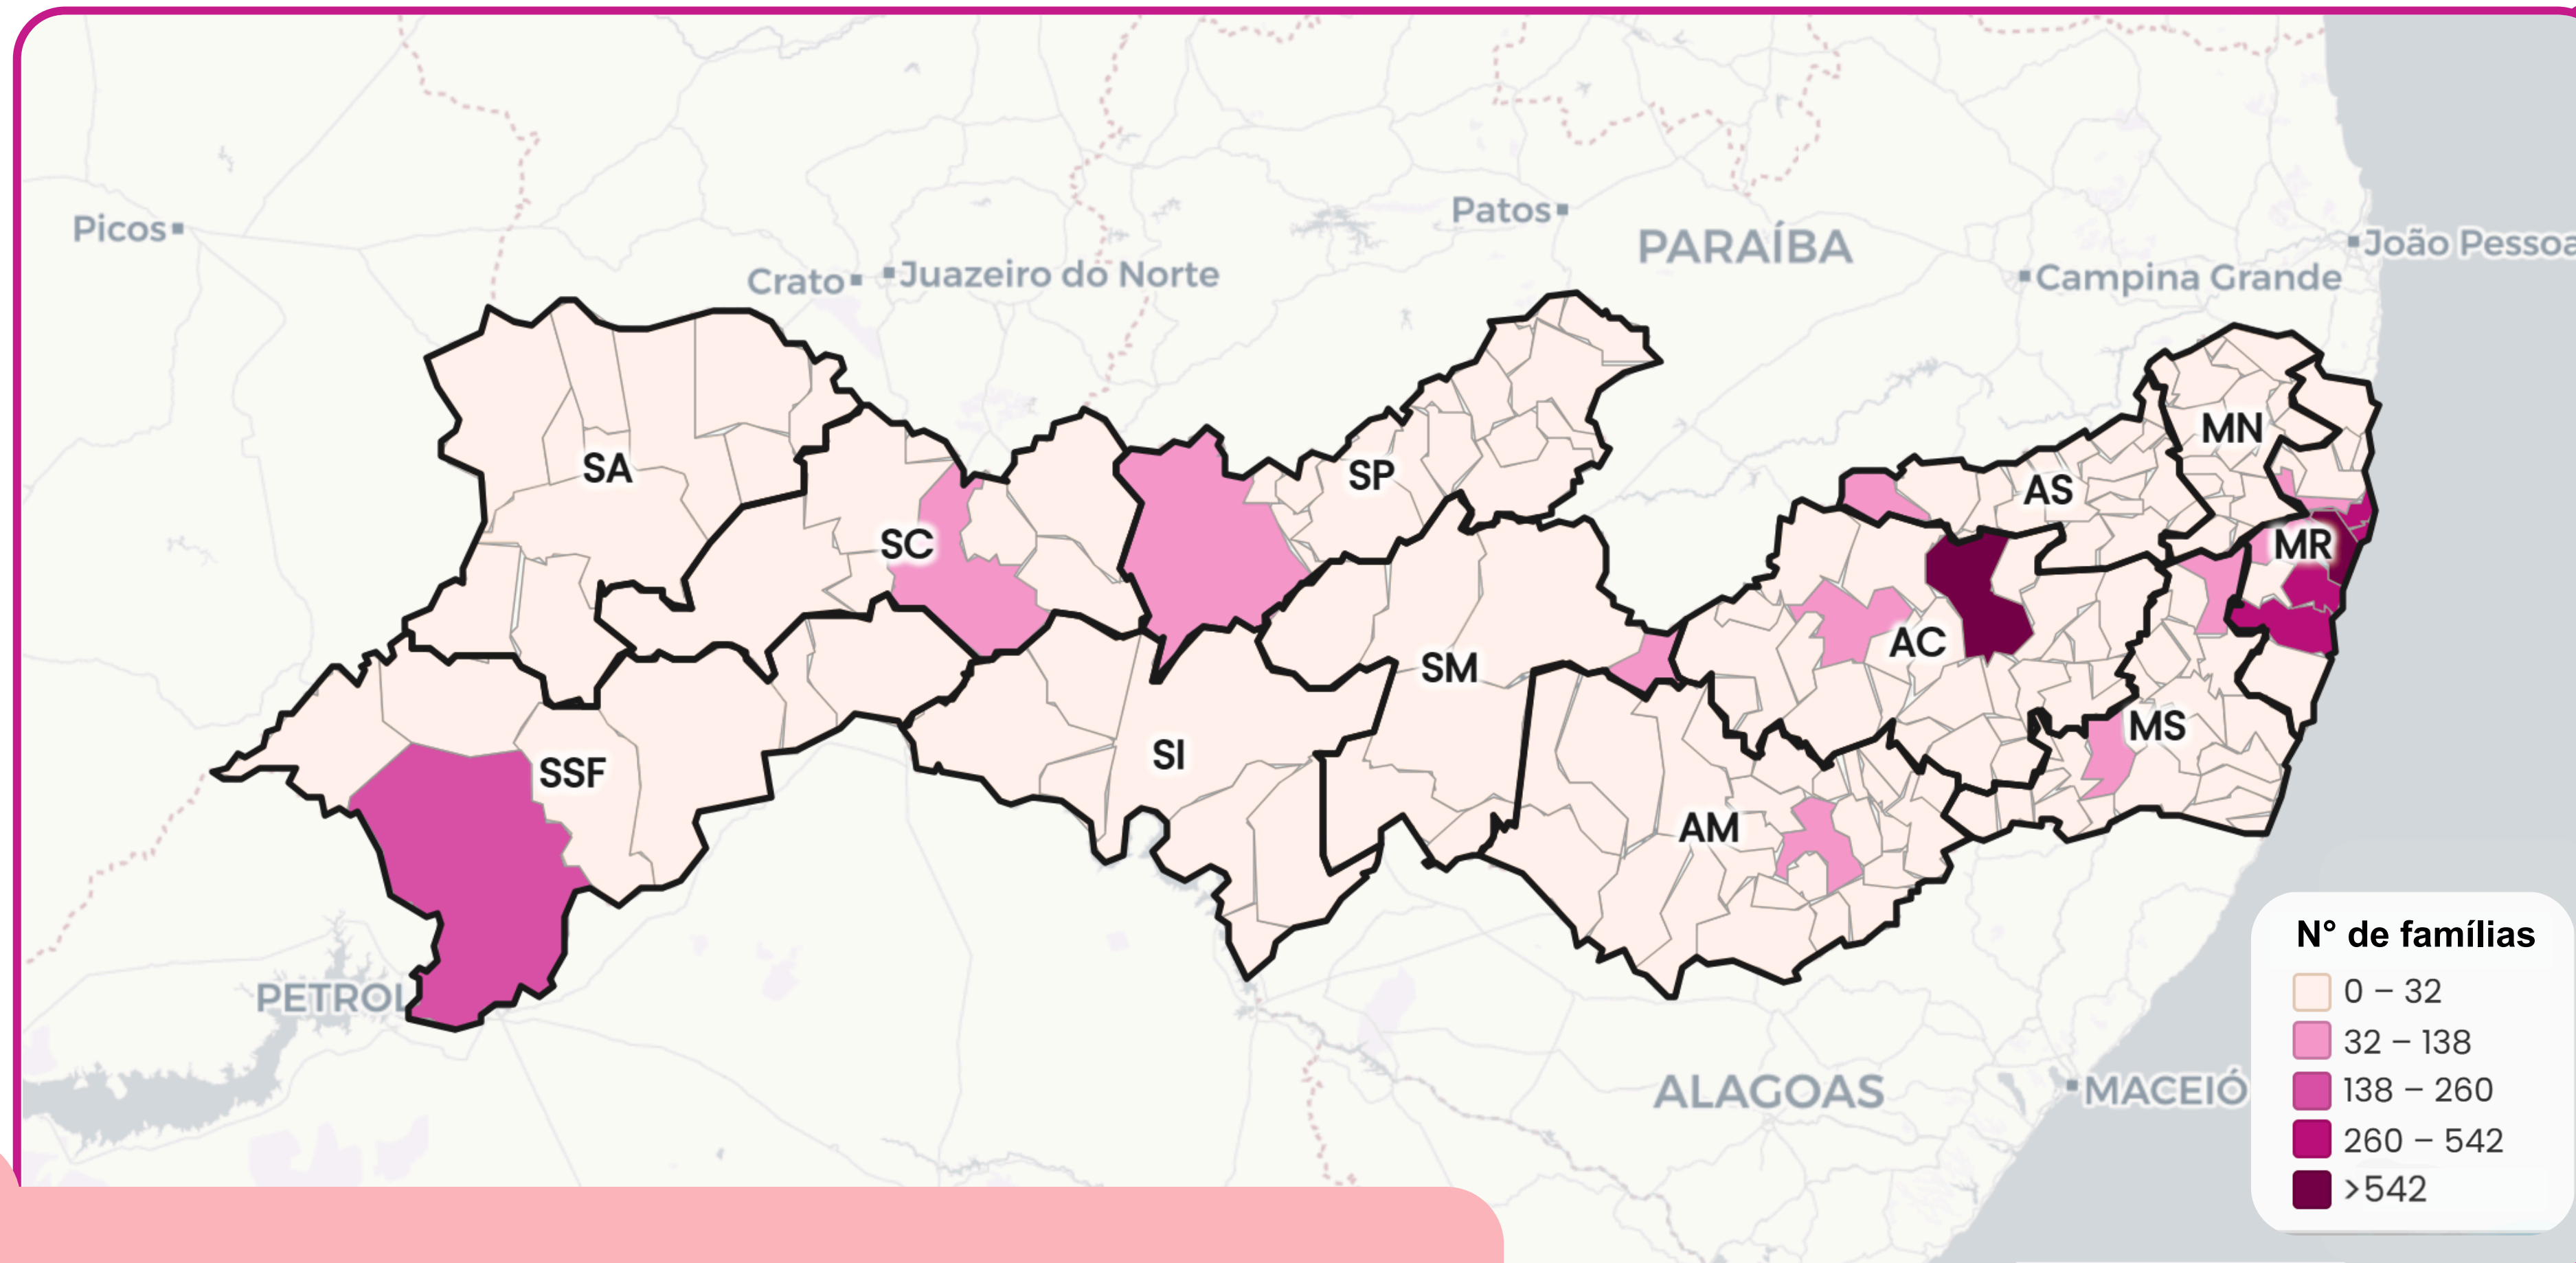 Picos
Patos
PARAÍBA
João Pessoa
Crato
Juazeiro do Norte
Campina Grande
MN
SA
SP
AS
SC
MR
AC
SM
MS
SI
SSF
AM
PETROL
ALAGOAS
MACEIÓ
N° de famílias
0 – 32
32 – 138
138 – 260
260 – 542
>542